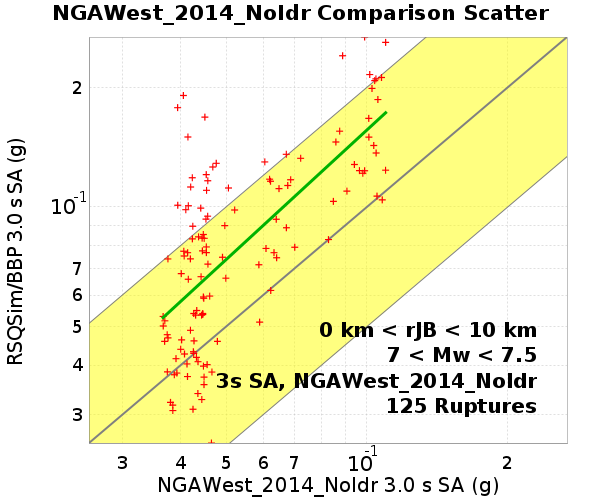 NGAWest_2014_NoIdr Comparison Scatter
RSQSim/BBP 3.0 s SA (g)
2
10⁻¹
7
6
5
4
3
0 km < rJB < 10 km
7 < Mw < 7.5
3s SA, NGAWest_2014_NoIdr
125 Ruptures
3 4 5 6 7 10⁻¹ 2
NGAWest_2014_NoIdr 3.0 s SA (g)